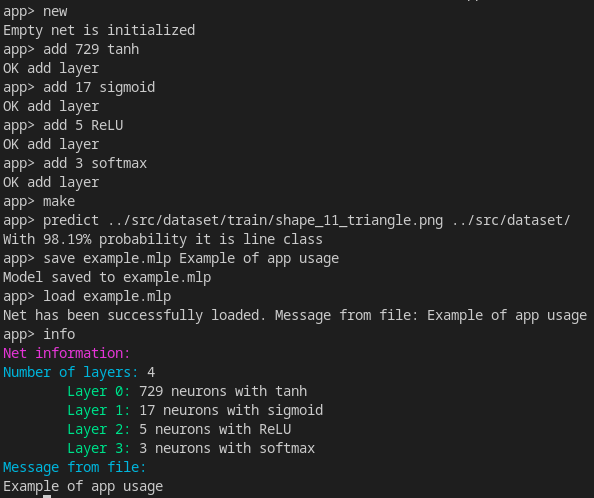 app> new
Empty net is initialized
app> add 729 tanh
OK add layer
app> add 17 sigmoid
OK add layer
app> add 5 ReLU
OK add layer
app> add 3 softmax
OK add layer
app> make
app> predict ../src/dataset/train/shape_11_triangle.png ../src/dataset/
With 98.19% probability it is line class
app> save example.mlp Example of app usage
Model saved to example.mlp
app> load example.mlp
Net has been successfully loaded. Message from file: Example of app usage
app> info
Net information:
Number of layers: 4
Layer 0: 729 neurons with tanh
Layer 1: 17 neurons with sigmoid
Layer 2: 5 neurons with ReLU
Layer 3: 3 neurons with softmax
Message from file:
Example of app usage